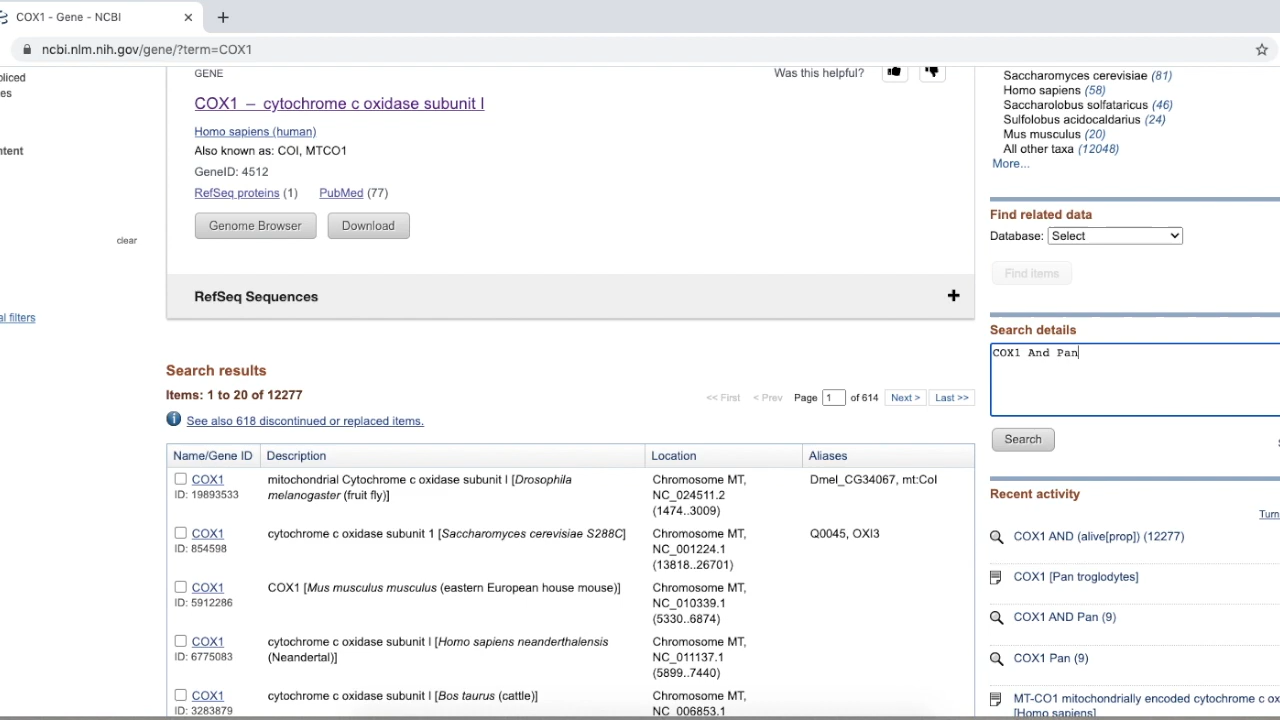 COX1 - Gene - NCBI
ncbi.nlm.nih.gov/gene/?term=COX1
pliced
es
ntent
clear
al filters
GENE
Was this helpful?
COX1 – cytochrome c oxidase subunit I
Homo sapiens (human)
Also known as: COI, MTCO1
GeneID: 4512
RefSeq proteins (1) PubMed (77)
Genome Browser Download
RefSeq Sequences
Search results
Items: 1 to 20 of 12277
<< First < Prev Page 1 of 614 Next > Last >>
See also 618 discontinued or replaced items.
Name/Gene ID Description Location Aliases
COX1 mitochondrial Cytochrome c oxidase subunit I [Drosophila Chromosome MT, Dmel_CG34067, mt:CoI
ID: 19893533 melanogaster (fruit fly)] NC_024511.2
(1474..3009)
COX1 cytochrome c oxidase subunit 1 [Saccharomyces cerevisiae S288C] Chromosome MT, Q0045, OXI3
ID: 854598 NC_001224.1
(13818..26701)
COX1 COX1 [Mus musculus musculus (eastern European house mouse)] Chromosome MT,
ID: 5912286 NC_010339.1
(5330..6874)
COX1 cytochrome c oxidase subunit I [Homo sapiens neanderthalensis Chromosome MT,
ID: 6775083 (Neandertal)] NC_011137.1
(5899..7440)
COX1 cytochrome c oxidase subunit I [Bos taurus (cattle)] Chromosome MT,
ID: 3283879 NC_006853.1
Saccharomyces cerevisiae (81)
Homo sapiens (58)
Saccharolobus solfataricus (46)
Sulfolobus acidocaldarius (24)
Mus musculus (20)
All other taxa (12048)
More...
Find related data
Database: Select
Find items
Search details
COX1 And Pan
Search
Recent activity
Turn
COX1 AND (alive[prop]) (12277)
COX1 [Pan troglodytes]
COX1 AND Pan (9)
COX1 Pan (9)
MT-CO1 mitochondrially encoded cytochrome c ox
[Homo sapiens]